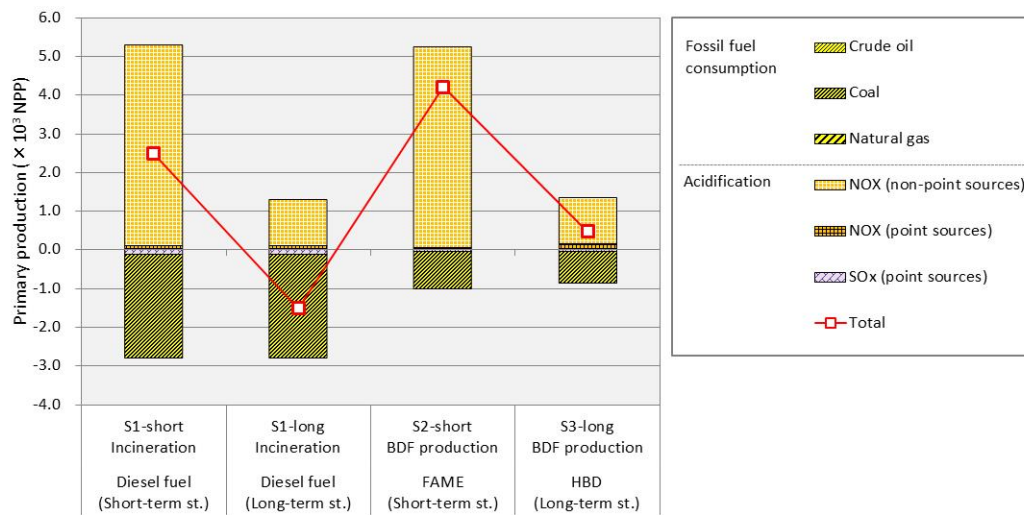 Primary production ( × 10³ NPP)
6.0
5.0
4.0
3.0
2.0
1.0
0.0
-1.0
-2.0
-3.0
-4.0
S1-short
Incineration
Diesel fuel
(Short-term st.)
S1-long
Incineration
Diesel fuel
(Long-term st.)
S2-short
BDF production
FAME
(Short-term st.)
S3-long
BDF production
HBD
(Long-term st.)
Fossil fuel
consumption
Crude oil
Coal
Natural gas
Acidification
NOX (non-point sources)
NOX (point sources)
SOx (point sources)
Total